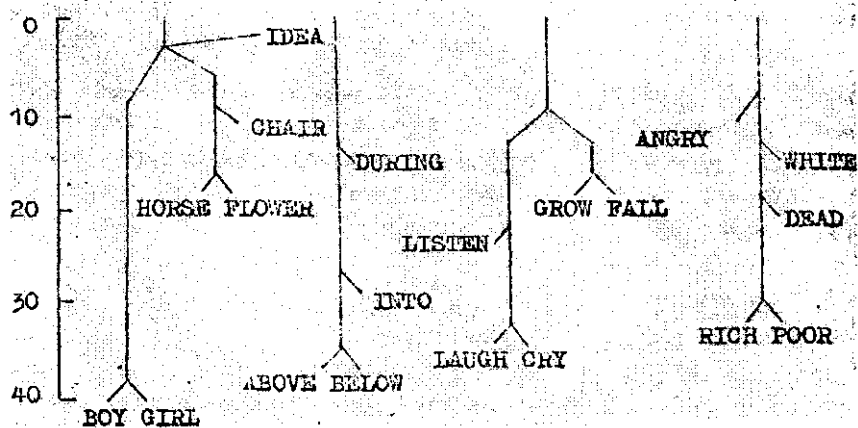 0
IDEA
10
CHAIR
ANGRY
DURING
WHITE
HORSE FLOWER
GROW FALL
20
DEAD
LISTEN
30
INTO
RICH POOR
LAUGH CRY
ABOVE BELOW
40
BOY GIRL